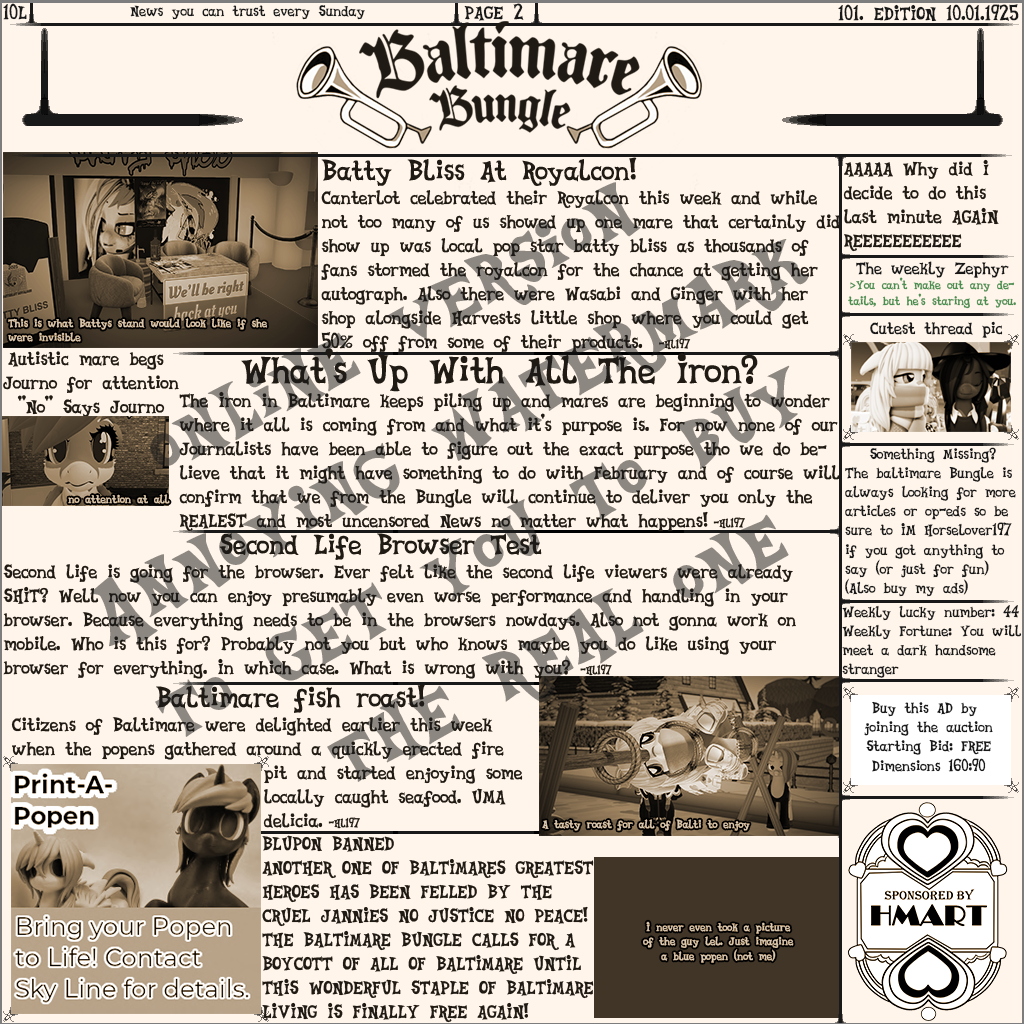 10L
News you can trust every Sunday
PAGE 2
101. EDITION 10.01.1925
Baltimare
Bungle
We'll be right
back at you
TTY BLISS
This is what Battys stand would look like if she
were invisible
Batty Bliss At Royalcon!
Canterlot celebrated their Royalcon this week and while
not too many of us showed up one mare that certainly did
show up was local pop star batty bliss as thousands of
fans stormed the royalcon for the chance at getting her
autograph. Also there were Wasabi and Ginger with her
shop alongside Harvests little shop where you could get
50% off from some of their products. -HL197
Autistic mare begs
Journo for attention
"No" Says Journo
no attention at all
What's Up With All The Iron?
The iron in Baltimare keeps piling up and mares are beginning to wonder
where it all is coming from and what it's purpose is. For now none of our
Journalists have been able to figure out the exact purpose tho we do be-
lieve that it might have something to do with February and of course will
confirm that we from the Bungle will continue to deliver you only the
REALEST and most uncensored News no matter what happens! -HL197
Second Life Browser Test
Second Life is going for the browser. Ever felt like the second Life viewers were already
SHIT? Well now you can enjoy presumably even worse performance and handling in your
browser. Because everything needs to be in the browsers nowdays. Also not gonna work on
mobile. Who is this for? Probably not you but who knows maybe you do like using your
browser for everything. in which case. What is wrong with you? -HL197
Baltimare fish roast!
Citizens of Baltimare were delighted earlier this week
when the popens gathered around a quickly erected fire
pit and started enjoying some
locally caught seafood. UMA
delicia. -HL197
A tasty roast for all of Balti to enjoy
Print-A-
Popen
Bring your Popen
to Life! Contact
Sky Line for details.
BLUPON BANNED
ANOTHER ONE OF BALTIMARES GREATEST
HEROES HAS BEEN FELLED BY THE
CRUEL JANNIES NO JUSTICE NO PEACE!
THE BALTIMARE BUNGLE CALLS FOR A
BOYCOTT OF ALL OF BALTIMARE UNTIL
THIS WONDERFUL STAPLE OF BALTIMARE
LIVING IS FINALLY FREE AGAIN!
I never even took a picture
of the guy lel. Just imagine
a blue popen (not me)
AAAAA Why did i
decide to do this
last minute AGAIN
REEEEEEEEEEE
The weekly Zephyr
>You can't make out any de-
tails, but he's staring at you.
Cutest thread pic
Something Missing?
The baltimare Bungle is
always looking for more
articles or op-eds so be
sure to IM Horselover197
if you got anything to
say (or just for fun)
(Also buy my ads)
Weekly Lucky number: 44
Weekly Fortune: You will
meet a dark handsome
stranger
Buy this AD by
joining the auction
Starting Bid: FREE
Dimensions 160:90
SPONSORED BY
HMART
ONLINE VERSION
ANNOYING WATERMARK
TO GET YOU TO BUY
THE REAL ONE